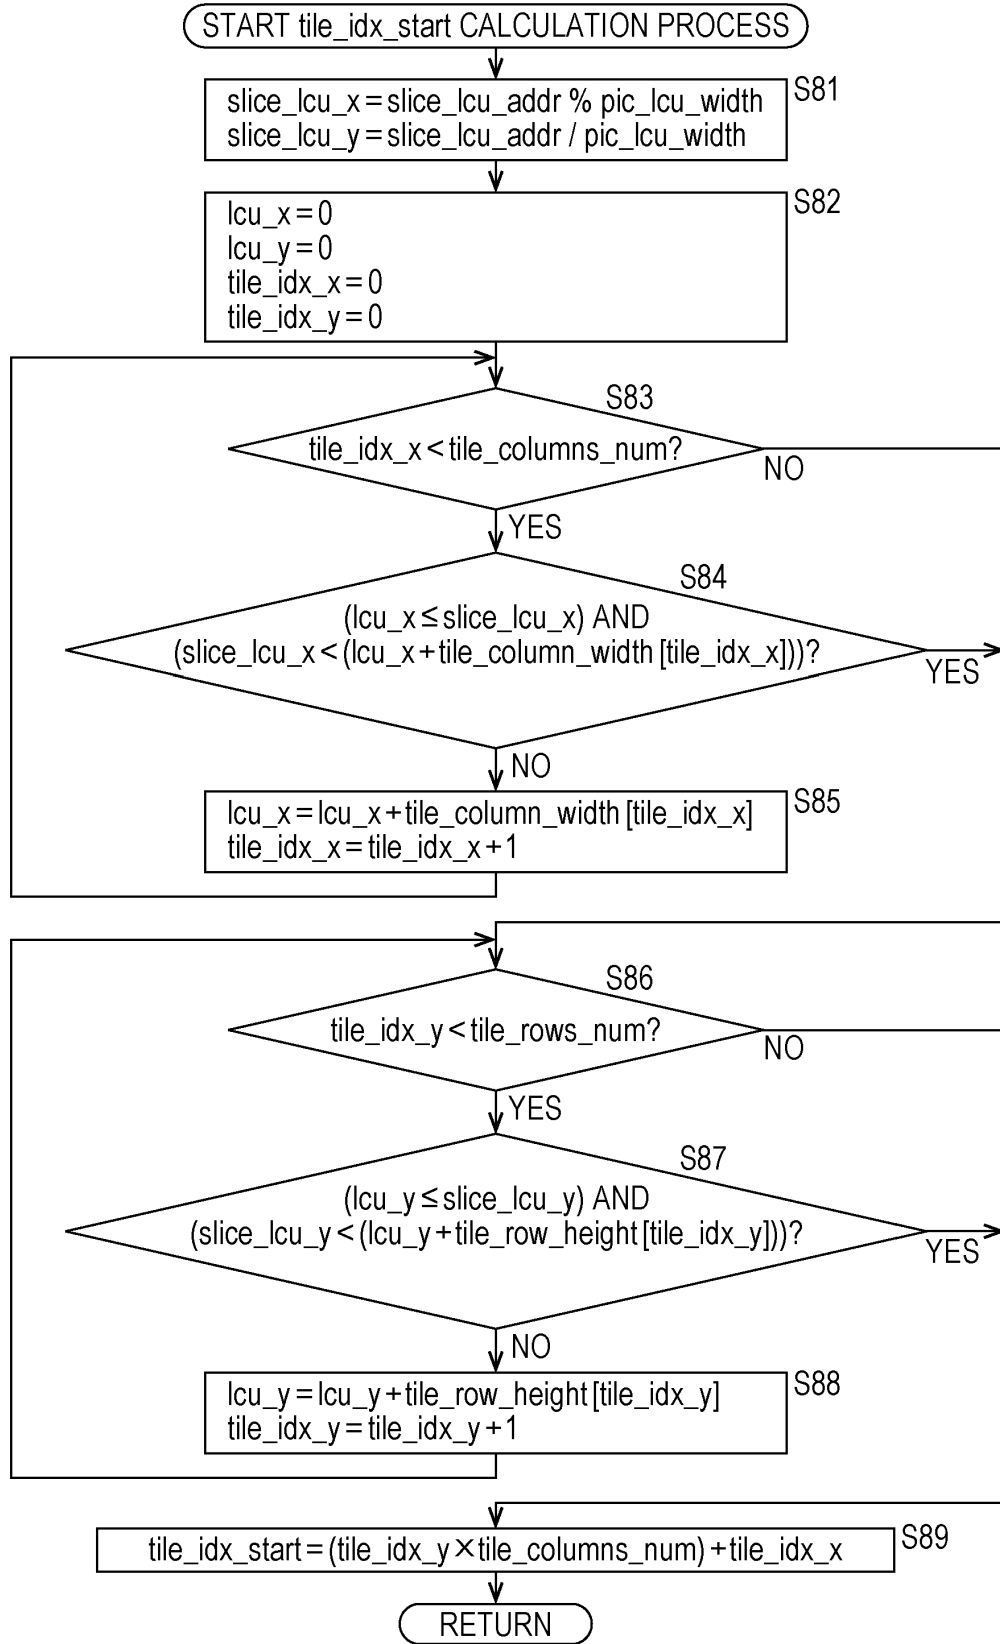 START tile_idx_start CALCULATION PROCESS
S81
slice_lcu_x=slice_lcu_addr % pic_lcu_width
slice_lcu_y=slice_lcu_addr / pic_lcu_width
S82
lcu_x=0
lcu_y=0
tile_idx_x=0
tile_idx_y=0
S83
tile_idx_x<tile_columns_num?
NO
YES
S84
(lcu_x≤slice_lcu_x) AND
(slice_lcu_x<(lcu_x+tile_column_width [tile_idx_x]))?
YES
NO
S85
lcu_x=lcu_x+tile_column_width [tile_idx_x]
tile_idx_x=tile_idx_x+1
S86
tile_idx_y<tile_rows_num?
NO
YES
S87
(lcu_y≤slice_lcu_y) AND
(slice_lcu_y<(lcu_y+tile_row_height [tile_idx_y]))?
YES
NO
S88
lcu_y=lcu_y+tile_row_height [tile_idx_y]
tile_idx_y=tile_idx_y+1
S89
tile_idx_start=(tile_idx_y×tile_columns_num)+tile_idx_x
RETURN